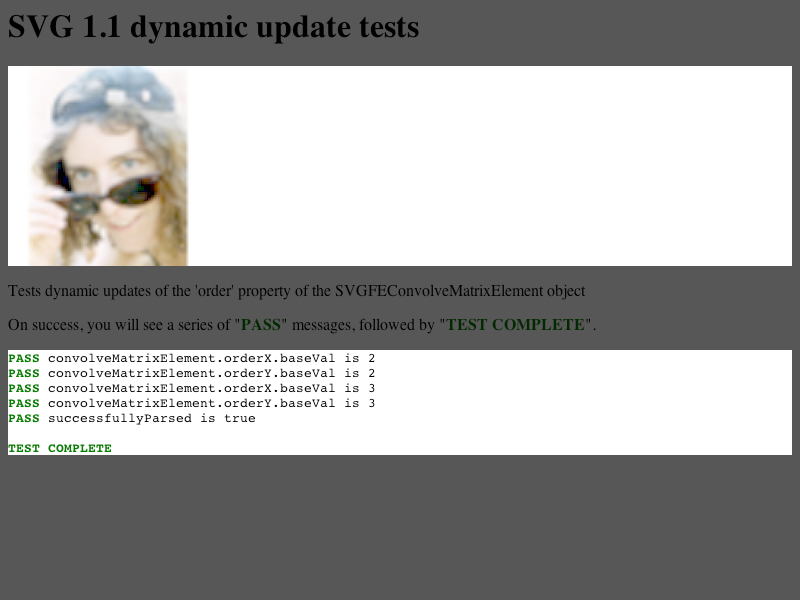 SVG 1.1 dynamic update tests
Tests dynamic updates of the 'order' property of the SVGFEConvolveMatrixElement object
On success, you will see a series of "PASS" messages, followed by "TEST COMPLETE".
PASS convolveMatrixElement.orderX.baseVal is 2
PASS convolveMatrixElement.orderY.baseVal is 2
PASS convolveMatrixElement.orderX.baseVal is 3
PASS convolveMatrixElement.orderY.baseVal is 3
PASS successfullyParsed is true
TEST COMPLETE